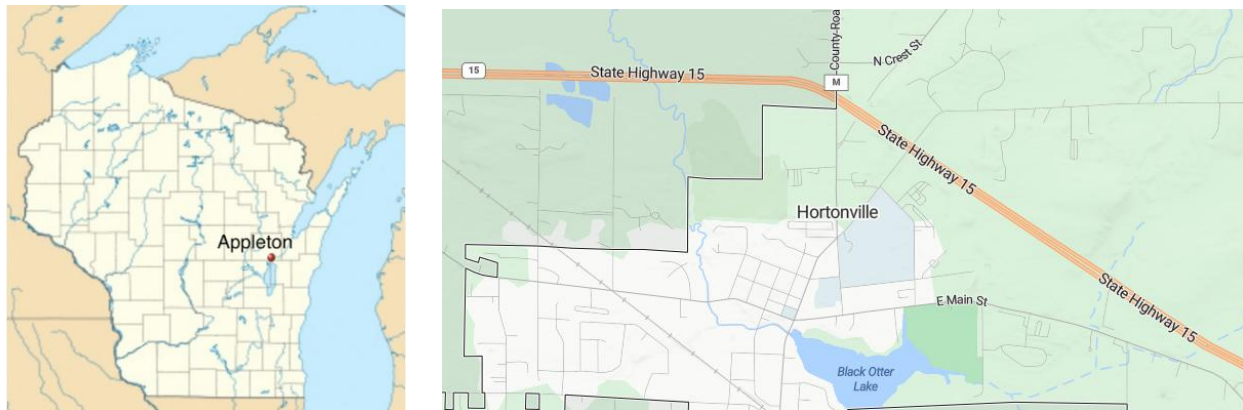 Appleton
15
State Highway 15
County Roa
M
N Crest St
State Highway 15
Hortonville
State Highway 15
E Main St
Black Otter
Lake